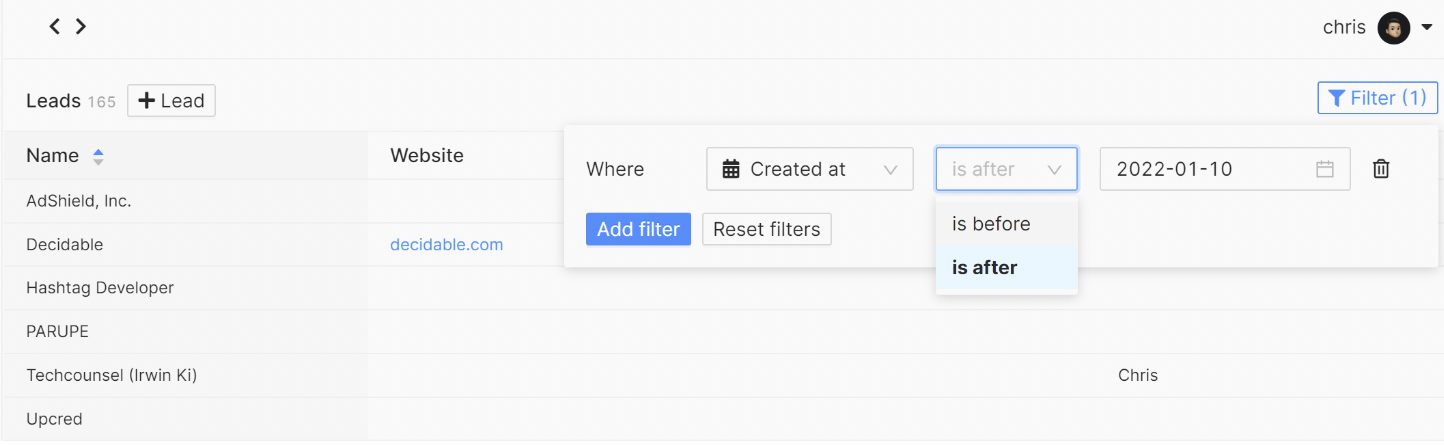 chris
Leads 165 + Lead
Filter (1)
Name Website
Where Created at is after 2022-01-10
AdShield, Inc.
Add filter Reset filters is before
Decidable decidable.com
is after
Hashtag Developer
PARUPE
Techcounsel (Irwin Ki) Chris
Upcred